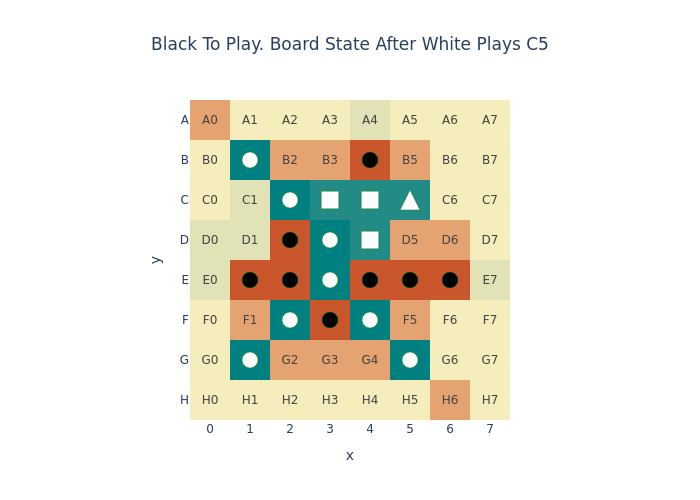 Black To Play. Board State After White Plays C5
A A0 A1 A2 A3 A4 A5 A6 A7
B B0 B2 B3 B5 B6 B7
C C0 C1 C6 C7
D D0 D1 D5 D6 D7
y
E E0 E7
F F0 F1 F5 F6 F7
G G0 G2 G3 G4 G6 G7
H H0 H1 H2 H3 H4 H5 H6 H7
0 1 2 3 4 5 6 7
x